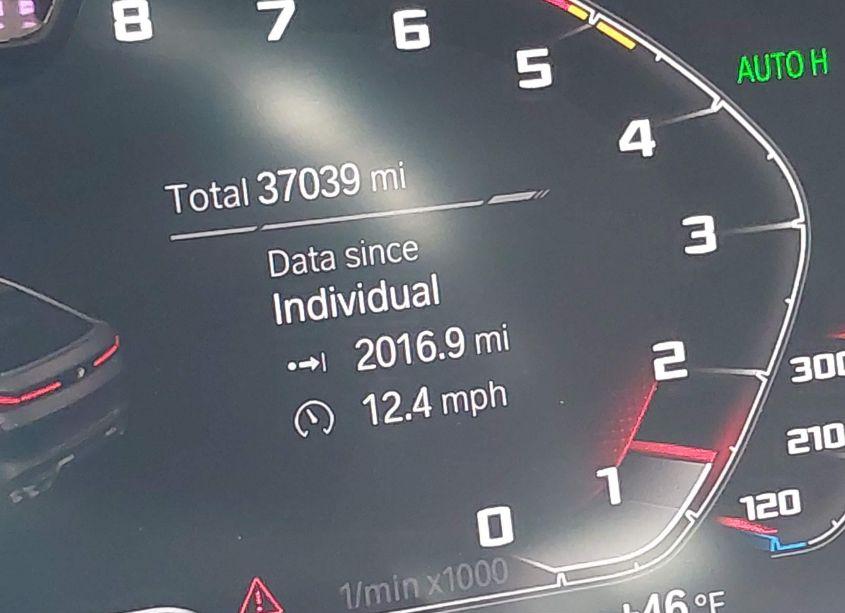 8 7 6
5
AUTO H
4
Total 37039 mi
3
Data since
Individual
2016.9 mi
2
300
12.4 mph
210
1
120
0
1/min x1000
+46 °F